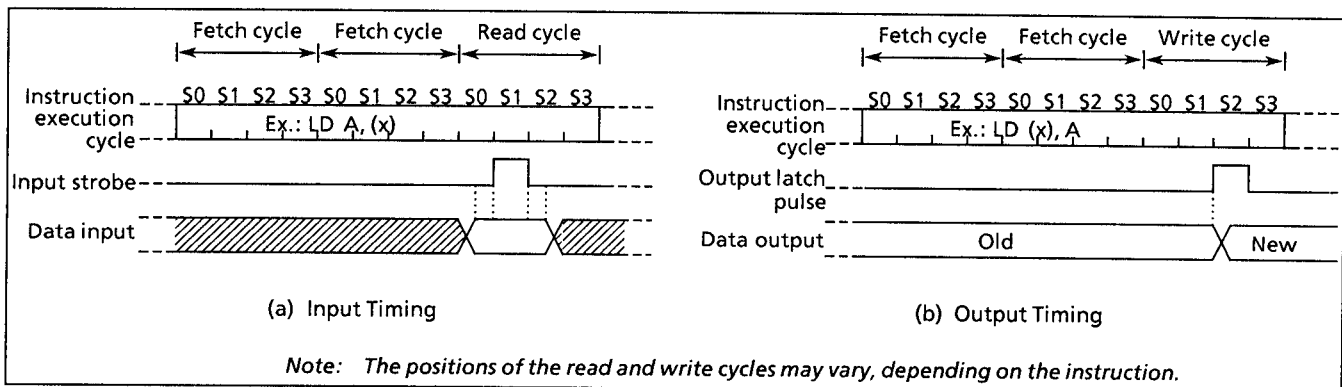 Fetch cycle Fetch cycle Read cycle
S0 S1 S2 S3 S0 S1 S2 S3 S0 S1 S2 S3
Instruction
execution
cycle
Ex.: LD A, (x)
Input strobe
Data input
(a) Input Timing
Fetch cycle Fetch cycle Write cycle
S0 S1 S2 S3 S0 S1 S2 S3 S0 S1 S2 S3
Instruction
execution
cycle
Ex.: LD (x), A
Output latch
pulse
Data output
Old
New
(b) Output Timing
Note: The positions of the read and write cycles may vary, depending on the instruction.